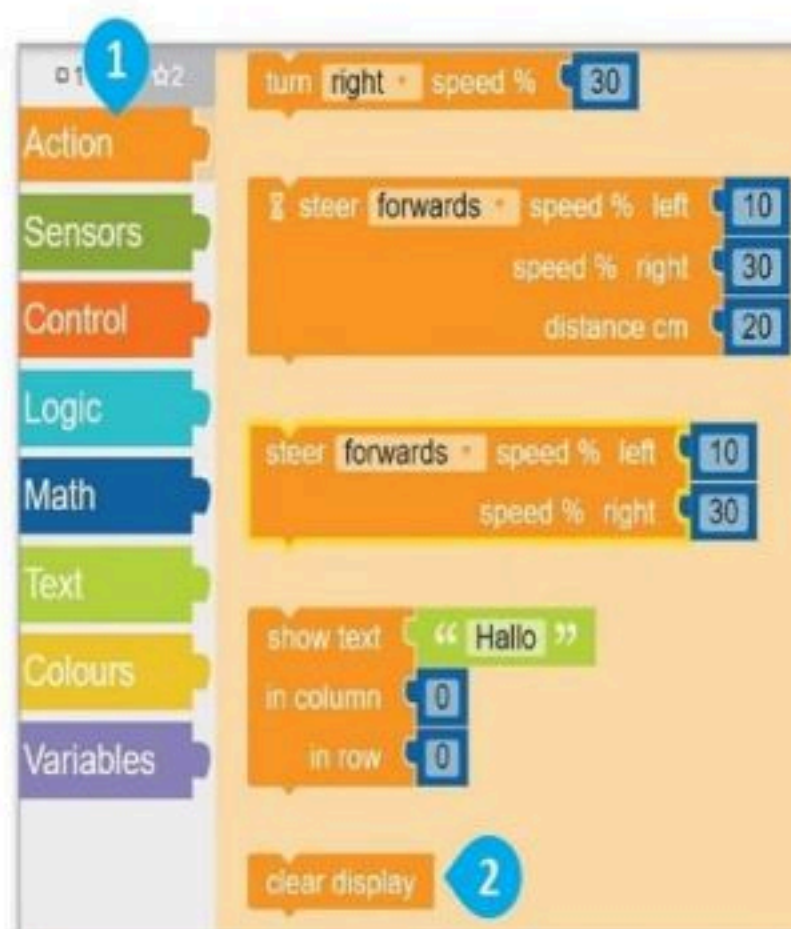 1
2
Action
Sensors
Control
Logic
Math
Text
Colours
Variables
turn right speed % 30
steer forwards speed % left 10
speed % right 30
distance cm 20
steer forwards speed % left 10
speed % right 30
show text “ Hallo ”
in column 0
in row 0
clear display 2